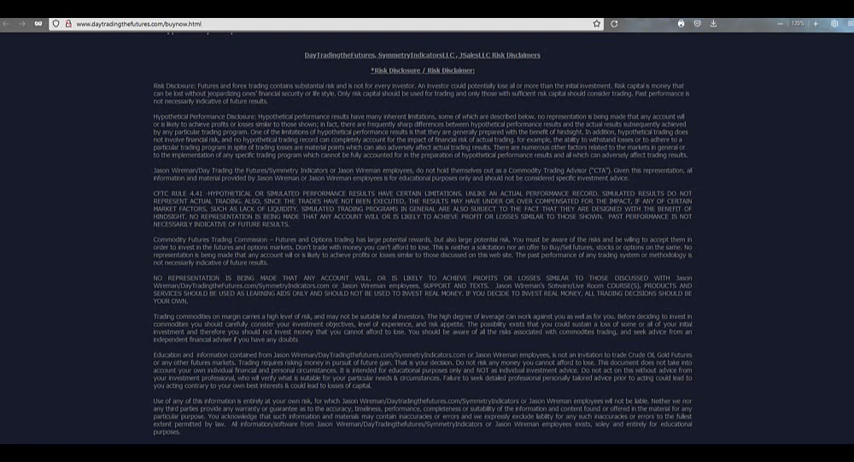 www.daytradingthefutures.com/buynow.html
120%
DayTradingtheFutures, SymmetryIndicatorsLLC, JSalesLLC Risk Disclaimers
*Risk Disclosure / Risk Disclaimer:
Risk Disclosure: Futures and forex trading contains substantial risk and is not for every investor. An investor could potentially lose all or more than the initial investment. Risk capital is money that
can be lost without jeopardizing ones' financial security or life style. Only risk capital should be used for trading and only those with sufficient risk capital should consider trading. Past performance is
not necessarily indicative of future results.
Hypothetical Performance Disclosure: Hypothetical performance results have many inherent limitations, some of which are described below. no representation is being made that any account will
or is likely to achieve profits or losses similar to those shown; in fact, there are frequently sharp differences between hypothetical performance results and the actual results subsequently achieved
by any particular trading program. One of the limitations of hypothetical performance results is that they are generally prepared with the benefit of hindsight. In addition, hypothetical trading does
not involve financial risk, and no hypothetical trading record can completely account for the impact of financial risk of actual trading. for example, the ability to withstand losses or to adhere to a
particular trading program in spite of trading losses are material points which can also adversely affect actual trading results. There are numerous other factors related to the markets in general or
to the implementation of any specific trading program which cannot be fully accounted for in the preparation of hypothetical performance results and all which can adversely affect trading results.
Jason Wireman/Day Trading the Futures/Symmetry Indicators or Jason Wireman employees, do not hold themselves out as a Commodity Trading Advisor ("CTA"). Given this representation, all
information and material provided by Jason Wireman or Jason Wireman employees is for educational purposes only and should not be considered specific investment advice.
CFTC RULE 4.41 -HYPOTHETICAL OR SIMULATED PERFORMANCE RESULTS HAVE CERTAIN LIMITATIONS. UNLIKE AN ACTUAL PERFORMANCE RECORD, SIMULATED RESULTS DO NOT
REPRESENT ACTUAL TRADING. ALSO, SINCE THE TRADES HAVE NOT BEEN EXECUTED, THE RESULTS MAY HAVE UNDER OR OVER COMPENSATED FOR THE IMPACT, IF ANY OF CERTAIN
MARKET FACTORS, SUCH AS LACK OF LIQUIDITY. SIMULATED TRADING PROGRAMS IN GENERAL ARE ALSO SUBJECT TO THE FACT THAT THEY ARE DESIGNED WITH THE BENEFIT OF
HINDSIGHT. NO REPRESENTATION IS BEING MADE THAT ANY ACCOUNT WILL OR IS LIKELY TO ACHIEVE PROFIT OR LOSSES SIMILAR TO THOSE SHOWN. PAST PERFORMANCE IS NOT
NECESSARILY INDICATIVE OF FUTURE RESULTS.
Commodity Futures Trading Commission – Futures and Options trading has large potential rewards, but also large potential risk. You must be aware of the risks and be willing to accept them in
order to invest in the futures and options markets. Don't trade with money you can't afford to lose. This is neither a solicitation nor an offer to Buy/Sell futures, stocks or options on the same. No
representation is being made that any account will or is likely to achieve profits or losses similar to those discussed on this web site. The past performance of any trading system or methodology is
not necessarily indicative of future results.
NO REPRESENTATION IS BEING MADE THAT ANY ACCOUNT WILL, OR IS LIKELY TO ACHIEVE PROFITS OR LOSSES SIMILAR TO THOSE DISCUSSED WITH Jason
Wireman/DayTradingthefutures.com/SymmetryIndicators.com or Jason Wireman employees, SUPPORT AND TEXTS. Jason Wireman's Sotware/Live Room COURSE(S), PRODUCTS AND
SERVICES SHOULD BE USED AS LEARNING AIDS ONLY AND SHOULD NOT BE USED TO INVEST REAL MONEY. IF YOU DECIDE TO INVEST REAL MONEY, ALL TRADING DECISIONS SHOULD BE
YOUR OWN.
Trading commodities on margin carries a high level of risk, and may not be suitable for all investors. The high degree of leverage can work against you as well as for you. Before deciding to invest in
commodities you should carefully consider your investment objectives, level of experience, and risk appetite. The possibility exists that you could sustain a loss of some or all of your initial
investment and therefore you should not invest money that you cannot afford to lose. You should be aware of all the risks associated with commodities trading, and seek advice from an
independent financial adviser if you have any doubts
Education and information contained from Jason Wireman/DayTradingthefutures.com/SymmetryIndicators.com or Jason Wireman employees, is not an invitation to trade Crude Oil, Gold Futures
or any other futures markets. Trading requires risking money in pursuit of future gain. That is your decision. Do not risk any money you cannot afford to lose. This document does not take into
account your own individual financial and personal circumstances. It is intended for educational purposes only and NOT as individual investment advice. Do not act on this without advice from
your investment professional, who will verify what is suitable for your particular needs & circumstances. Failure to seek detailed professional personally tailored advice prior to acting could lead to
you acting contrary to your own best interests & could lead to losses of capital.
Use of any of this information is entirely at your own risk, for which Jason Wireman/DayTradingthefutures.com/SymmetryIndicators or Jason Wireman employees will not be liable. Neither we nor
any third parties provide any warranty or guarantee as to the accuracy, timeliness, performance, completeness or suitability of the information and content found or offered in the material for any
particular purpose. You acknowledge that such information and materials may contain inaccuracies or errors and we expressly exclude liability for any such inaccuracies or errors to the fullest
extent permitted by law. All information/software from Jason Wireman/DayTradingthefutures/SymmetryIndicators or Jason Wireman employees exists, soley and entirely for educational
purposes.